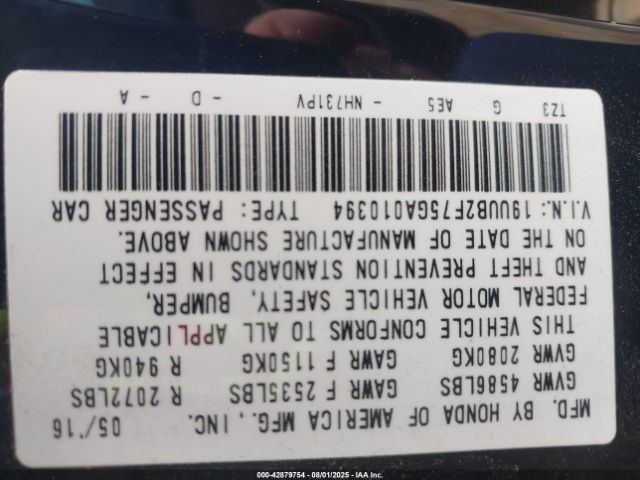 MFD. BY HONDA OF AMERICA MFG., INC. 05/16
GVWR 4586LBS GAWR F 2535LBS R 2072LBS
GVWR 2080KG GAWR F 1150KG R 940KG
THIS VEHICLE CONFORMS TO ALL APPLICABLE
FEDERAL MOTOR VEHICLE SAFETY, BUMPER,
AND THEFT PREVENTION STANDARDS IN EFFECT
ON THE DATE OF MANUFACTURE SHOWN ABOVE.
V.I.N.: 19UUB2F75GA010394 TYPE: PASSENGER CAR
TZ3 G AE5 - NH731PV - D - A
000-42879754 | 08/01/2025 | IAA Inc.